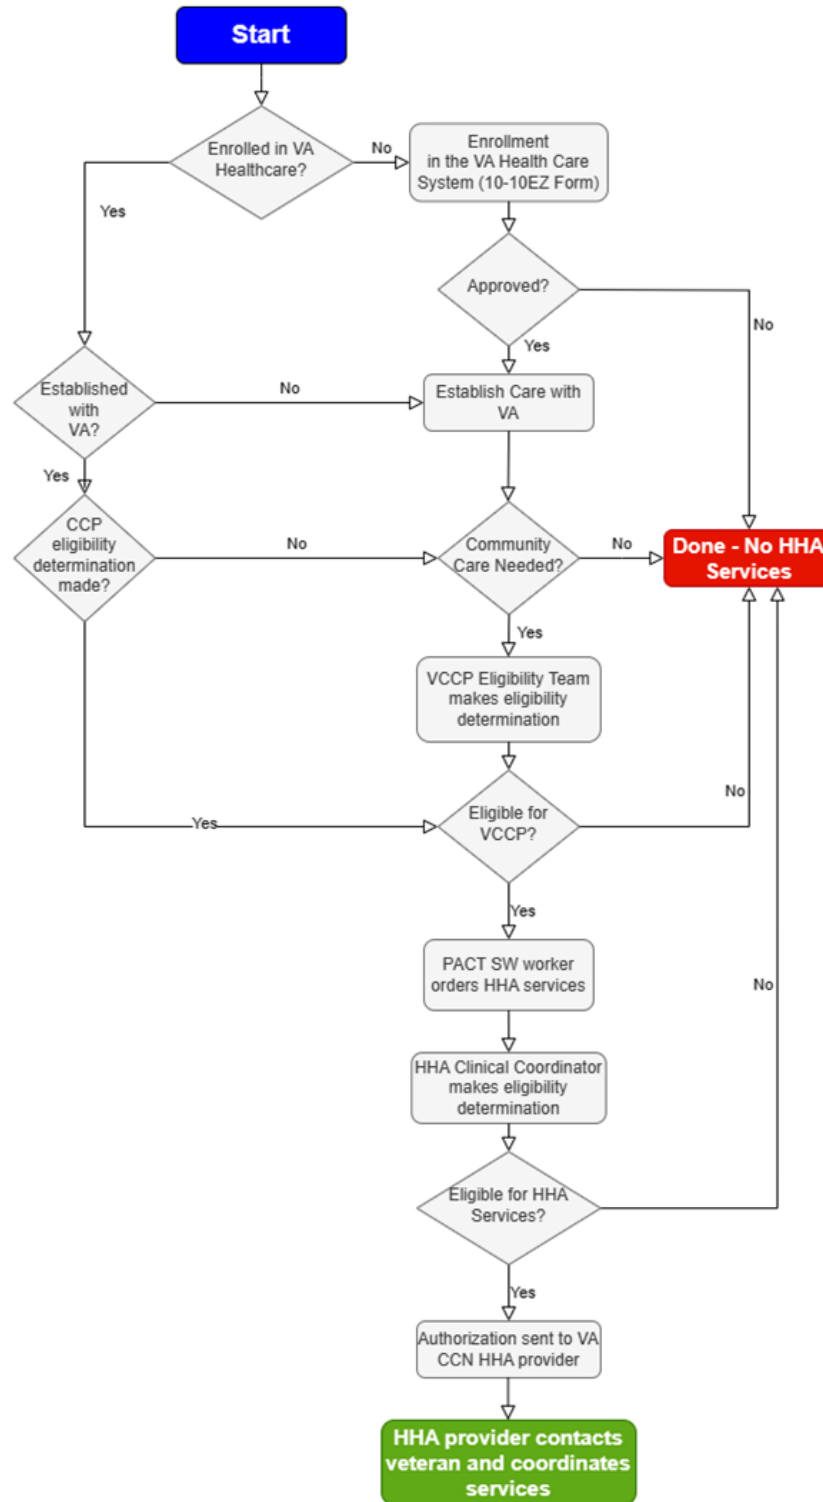 Start
Enrolled in VA
Healthcare?
No
Enrollment
in the VA Health Care
System (10-10EZ Form)
Yes
Approved?
No
Yes
Established
with
VA?
No
Establish Care with
VA
Yes
CCP
eligibility
determination
made?
No
Community
Care Needed?
No
Done - No HHA
Services
Yes
VCCP Eligibility Team
makes eligibility
determination
Eligible for
VCCP?
No
Yes
Yes
PACT SW worker
orders HHA services
No
HHA Clinical Coordinator
makes eligibility
determination
Eligible for HHA
Services?
Yes
Authorization sent to VA
CCN HHA provider
HHA provider contacts
veteran and coordinates
services